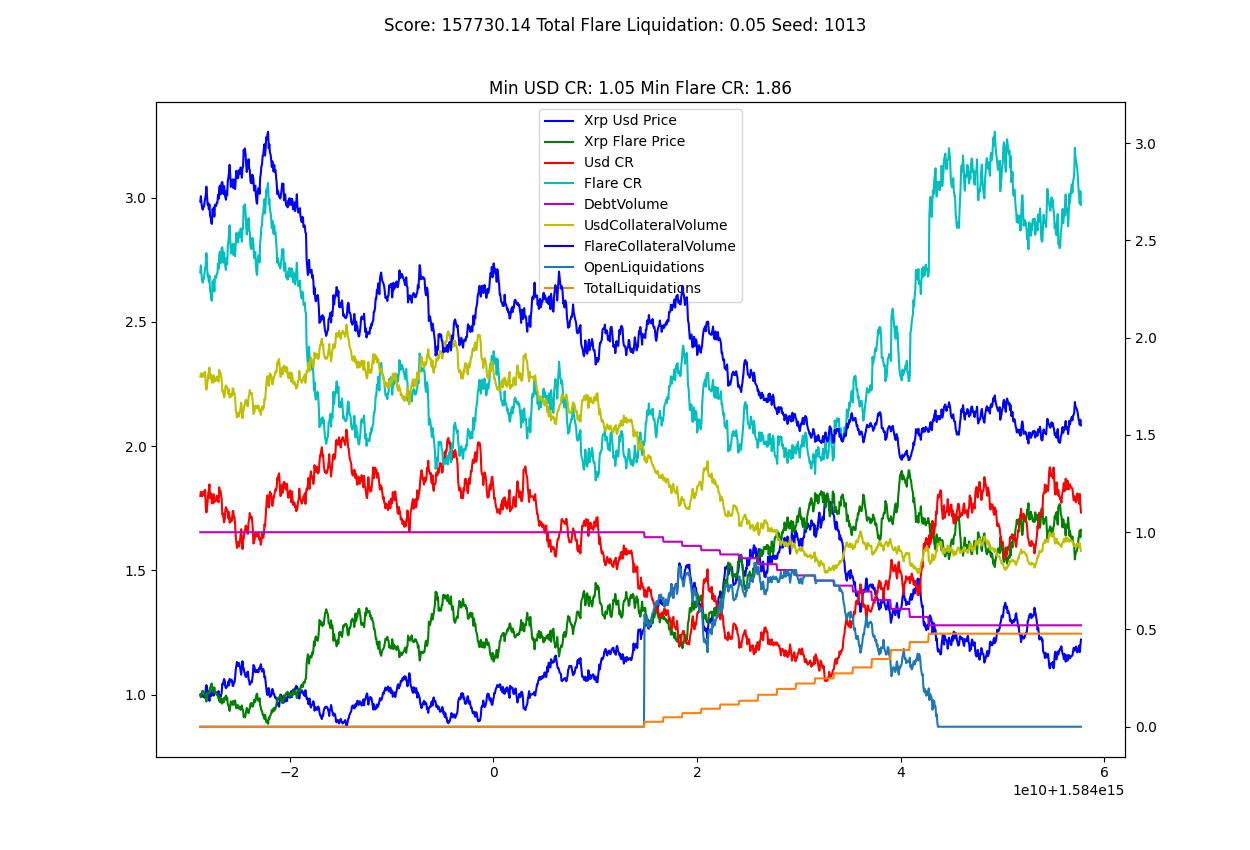 Score: 157730.14 Total Flare Liquidation: 0.05 Seed: 1013
Min USD CR: 1.05 Min Flare CR: 1.86
Xrp Usd Price
Xrp Flare Price
Usd CR
Flare CR
DebtVolume
UsdCollateralVolume
FlareCollateralVolume
OpenLiquidations
TotalLiquidations
3.0
2.5
2.0
1.5
1.0
3.0
2.5
2.0
1.5
1.0
0.5
0.0
−2 0 2 4 6
1e10+1.584e15